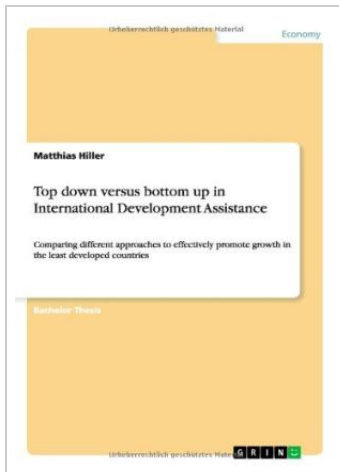 Urheberrechtlich geschütztes Material
Economy
Matthias Hiller
Top down versus bottom up in
International Development Assistance
Comparing different approaches to effectively promote growth in
the least developed countries
Bachelor Thesis
Urheberrechtlich geschütztes Material
GRIN